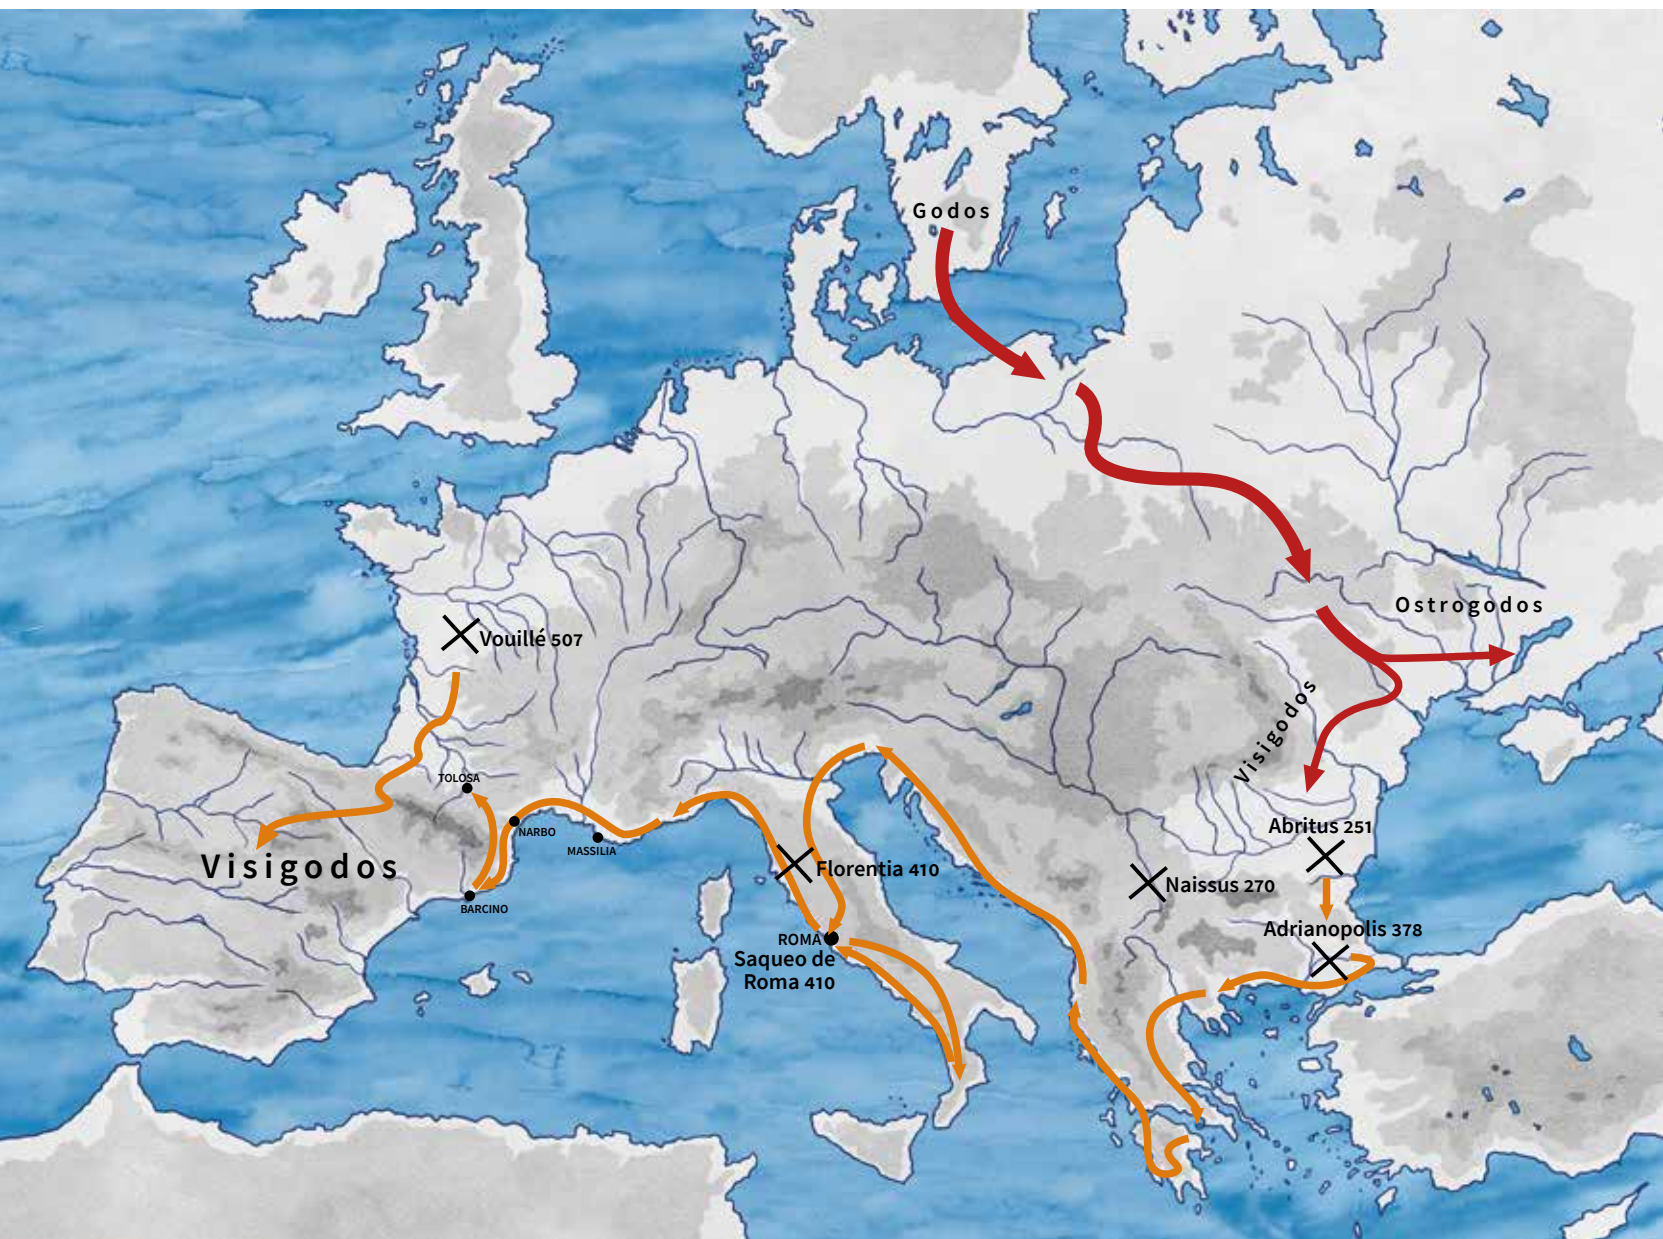 Godos
Ostrogodos
Vouillé 507
Visigodos
TOLOSA
NARBO
MASSILIA
Abritus 251
Visigodos
Florentia 410
Naissus 270
BARCINO
Adrianopolis 378
ROMA
Saqueo de
Roma 410